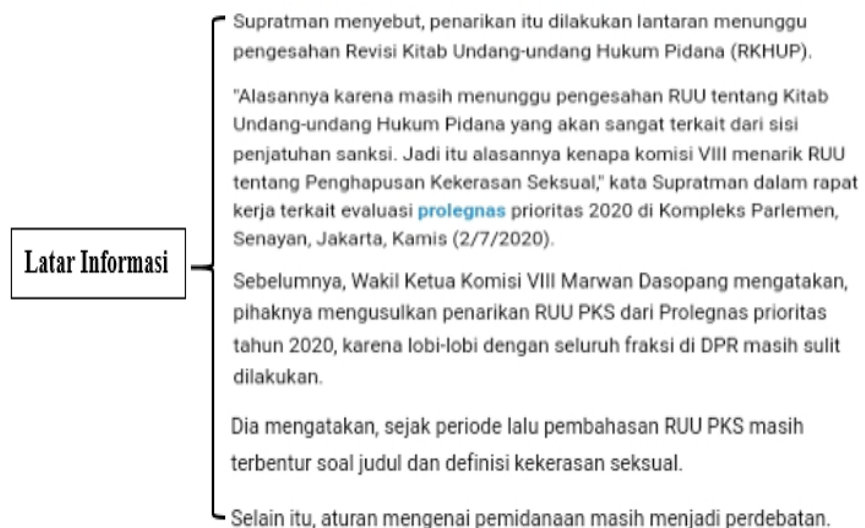 Latar Informasi
Supratman menyebut, penarikan itu dilakukan lantaran menunggu
pengesahan Revisi Kitab Undang-undang Hukum Pidana (RKHUP).
"Alasannya karena masih menunggu pengesahan RUU tentang Kitab
Undang-undang Hukum Pidana yang akan sangat terkait dari sisi
penjatuhan sanksi. Jadi itu alasannya kenapa komisi VIII menarik RUU
tentang Penghapusan Kekerasan Seksual," kata Supratman dalam rapat
kerja terkait evaluasi prolegnas prioritas 2020 di Kompleks Parlemen,
Senayan, Jakarta, Kamis (2/7/2020).
Sebelumnya, Wakil Ketua Komisi VIII Marwan Dasopang mengatakan,
pihaknya mengusulkan penarikan RUU PKS dari Prolegnas prioritas
tahun 2020, karena lobi-lobi dengan seluruh fraksi di DPR masih sulit
dilakukan.
Dia mengatakan, sejak periode lalu pembahasan RUU PKS masih
terbentur soal judul dan definisi kekerasan seksual.
Selain itu, aturan mengenai pemidanaan masih menjadi perdebatan.